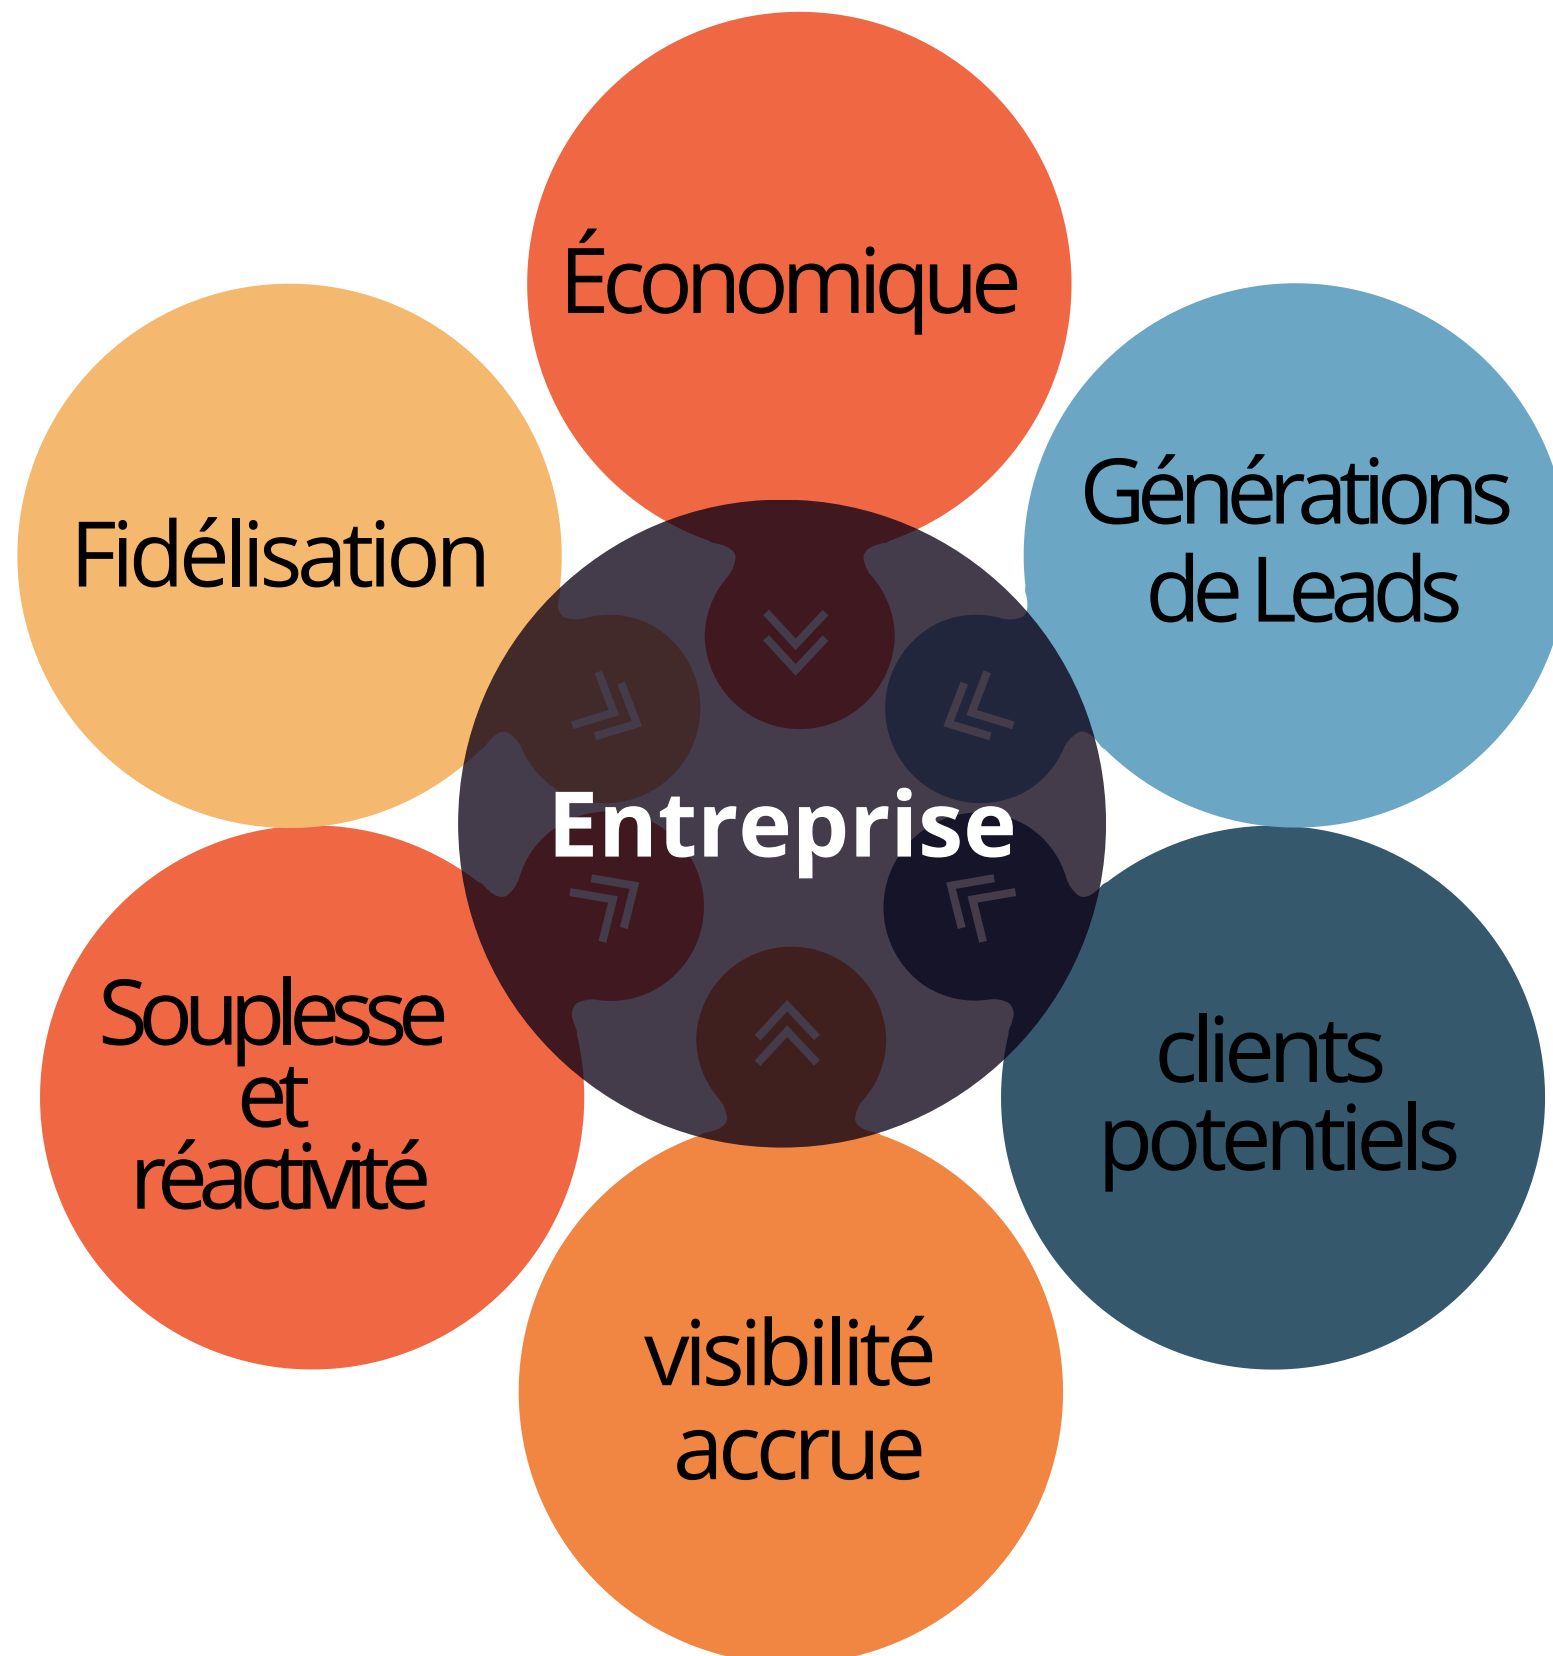 Économique
Générations
de Leads
Fidélisation
Entreprise
Souplesse
et
réactivité
clients
potentiels
visibilité
accrue